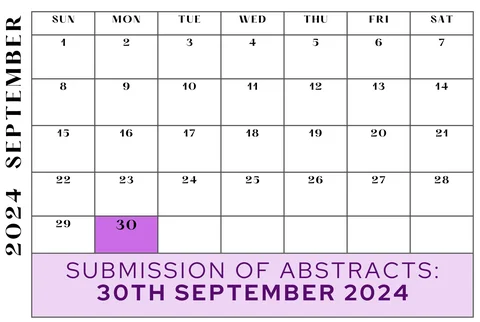 2024 SEPTEMBER
SUN MON TUE WED THU FRI SAT
1 2 3 4 5 6 7
8 9 10 11 12 13 14
15 16 17 18 19 20 21
22 23 24 25 26 27 28
29 30
SUBMISSION OF ABSTRACTS:
30TH SEPTEMBER 2024